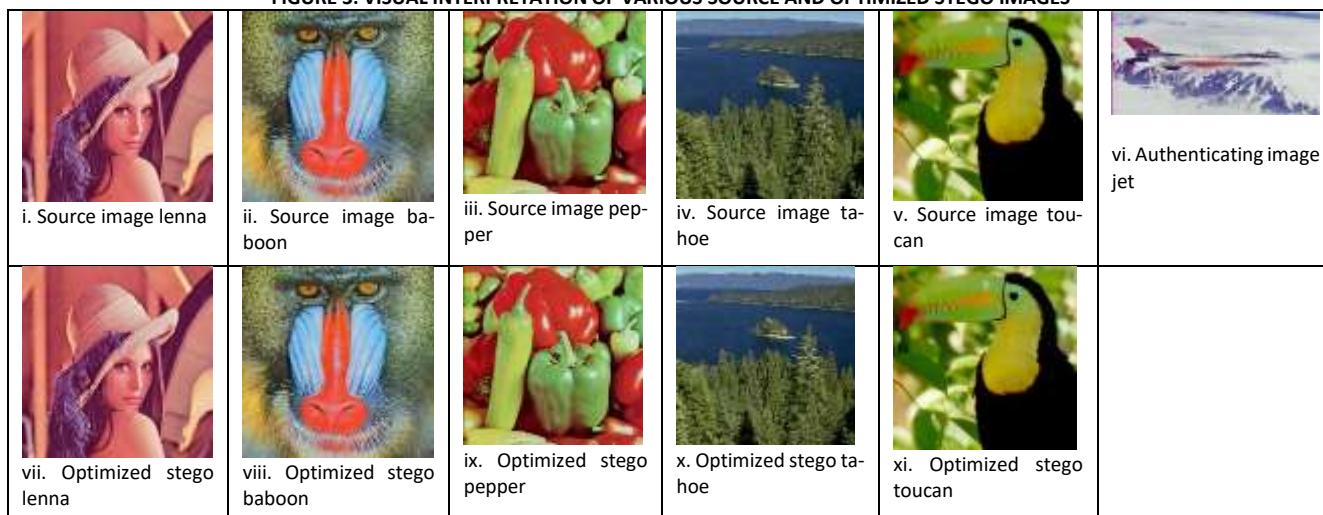 FIGURE 3: VISUAL INTERPRETATION OF VARIOUS SOURCE AND OPTIMIZED STEGO IMAGES
i. Source image lenna
ii. Source image ba-
boon
iii. Source image pep-
per
iv. Source image ta-
hoe
v. Source image tou-
can
vi. Authenticating image
jet
vii. Optimized stego
lenna
viii. Optimized stego
baboon
ix. Optimized stego
pepper
x. Optimized stego ta-
hoe
xi. Optimized stego
toucan